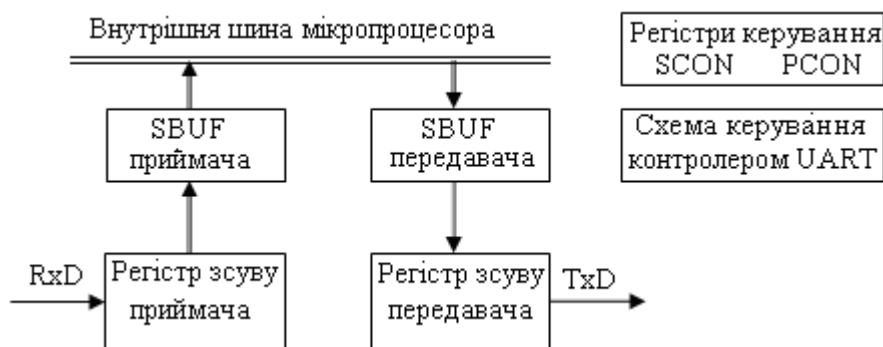 Внутрішня шина мікропроцесора
Регістри керування
SCON PCON
SBUF
приймача
SBUF
передавача
Схема керування
контролером UART
RxD
Регістр зсуву
приймача
Регістр зсуву
передавача
TxD